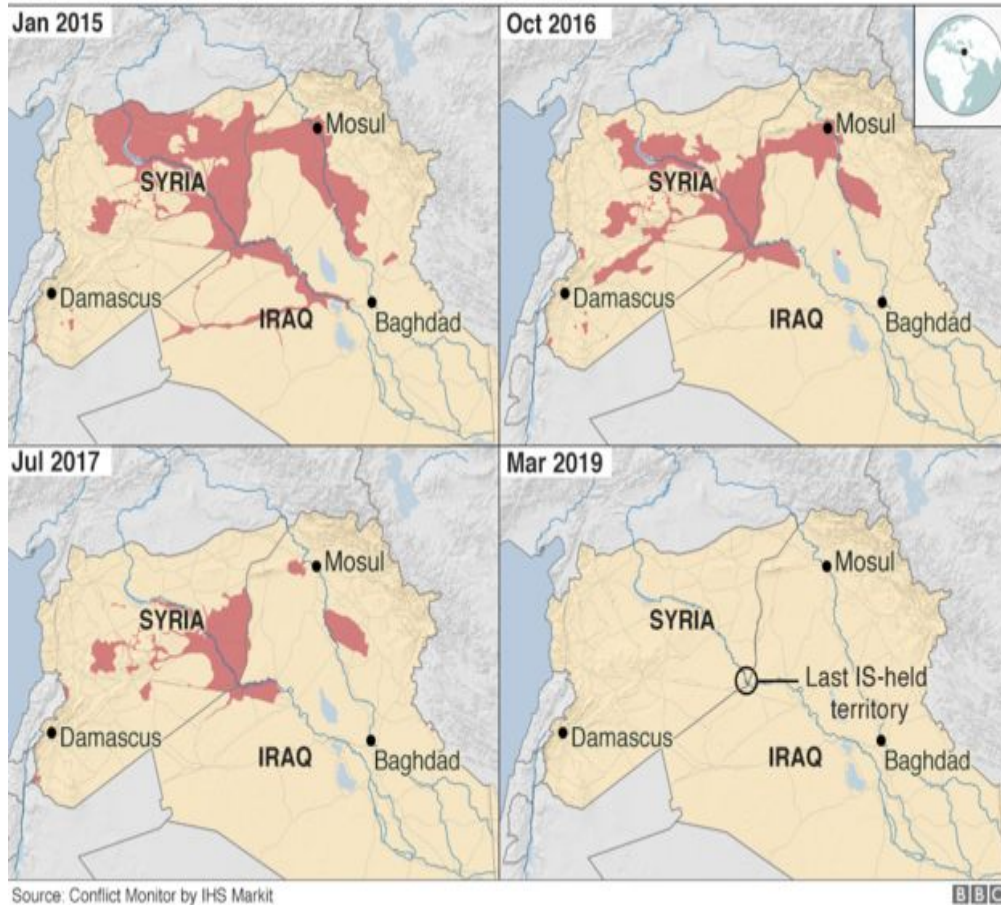 Jan 2015
Mosul
SYRIA
Damascus
IRAQ
Baghdad
Oct 2016
Mosul
SYRIA
Damascus
IRAQ
Baghdad
Jul 2017
Mosul
SYRIA
Damascus
IRAQ
Baghdad
Mar 2019
Mosul
SYRIA
Last IS-held
territory
Damascus
IRAQ
Baghdad
Source: Conflict Monitor by IHS Markit
BBC